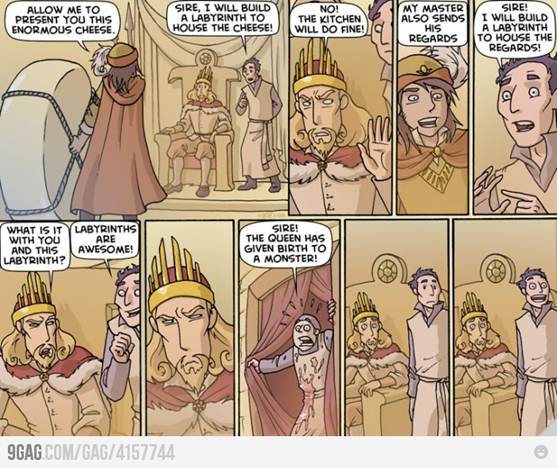 ALLOW ME TO
PRESENT YOU THIS
ENORMOUS CHEESE.
SIRE, I WILL BUILD
A LABYRINTH TO
HOUSE THE CHEESE!
NO!
THE KITCHEN
WILL DO FINE!
MY MASTER
ALSO SENDS
HIS
REGARDS
SIRE!
I WILL BUILD
A LABYRINTH
TO HOUSE THE
REGARDS!
WHAT IS IT
WITH YOU
AND THIS
LABYRINTH?
LABYRINTHS
ARE
AWESOME!
SIRE!
THE QUEEN HAS
GIVEN BIRTH TO
A MONSTER!
9GAG.COM/GAG/4157744